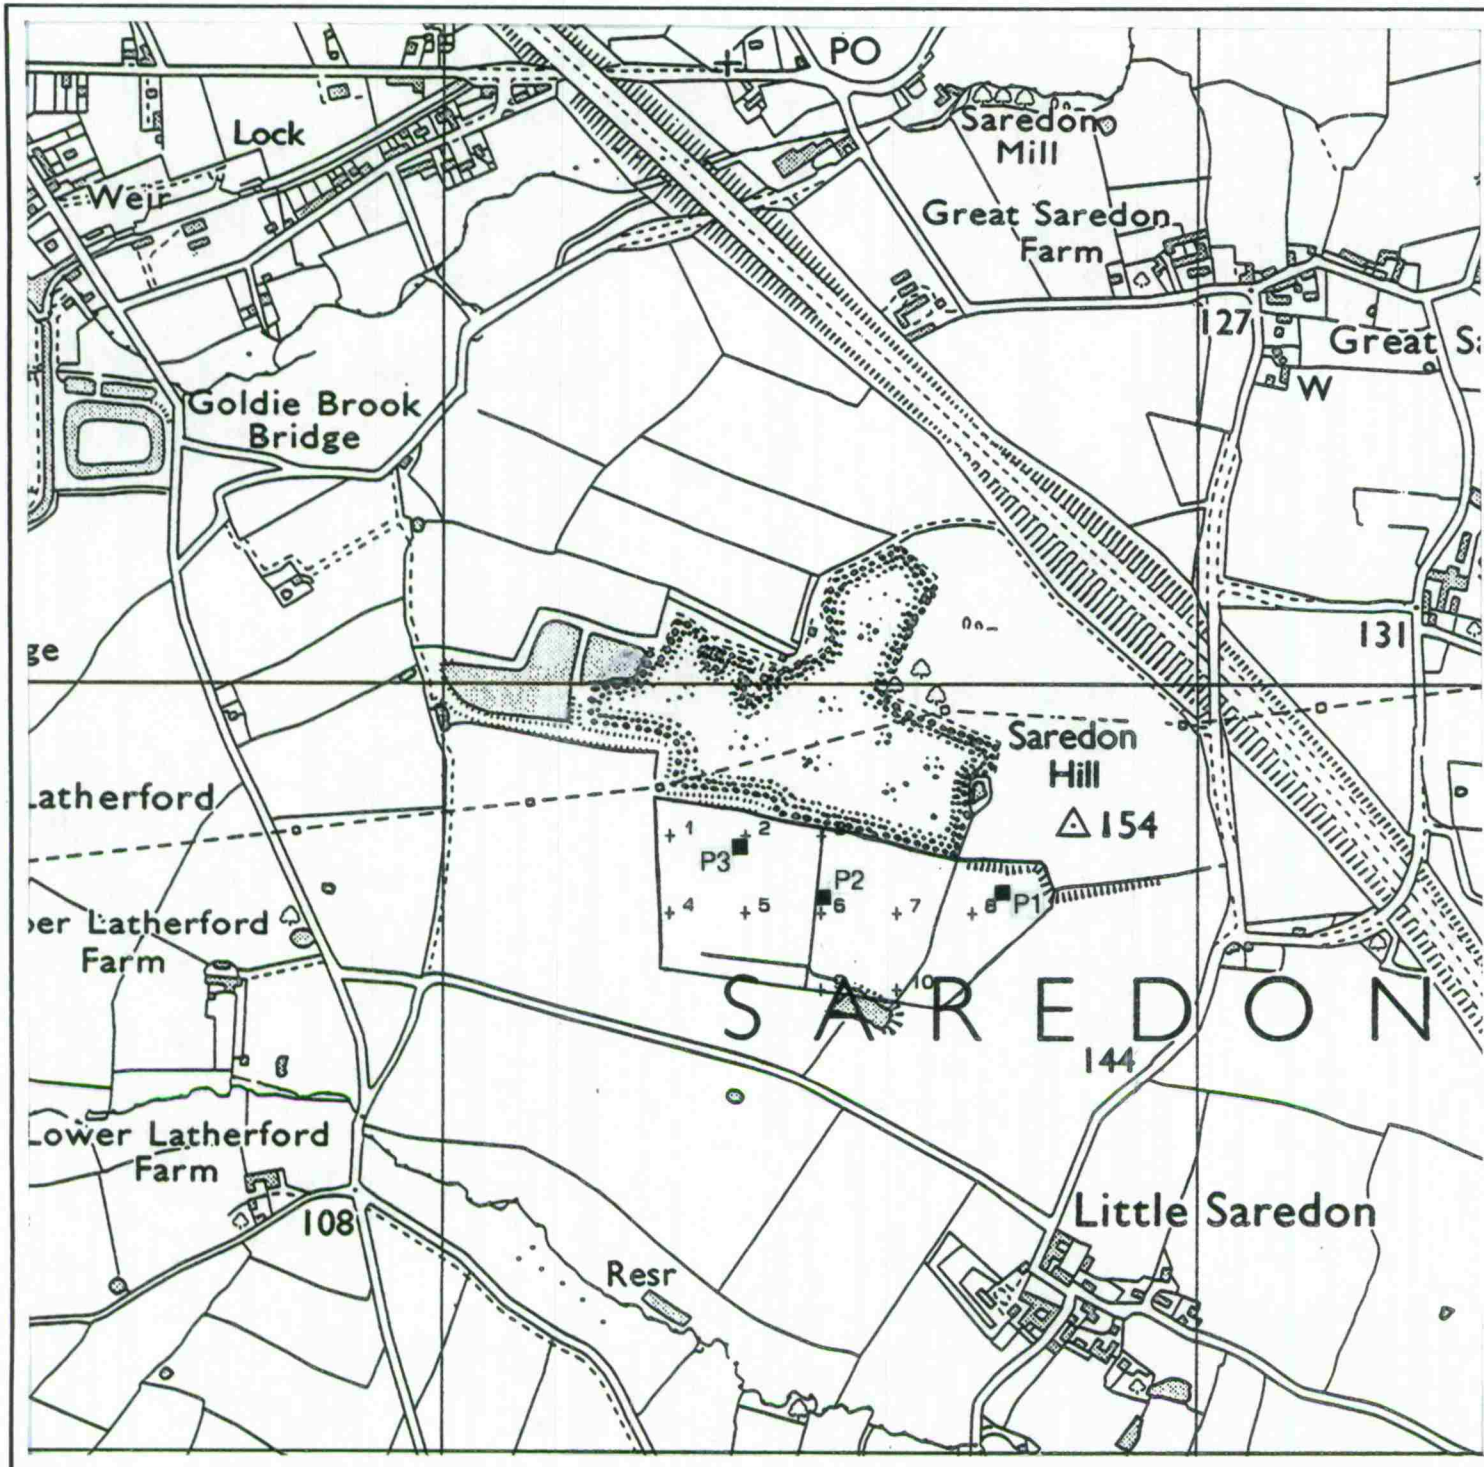 PO
Lock
Saredon
Mill
Weir
Great Saredon
Farm
127
Great
W
Goldie Brook
Bridge
131
ge
Saredon
Hill
154
Latherford
1
2
P3
P2
4
5
6
7
8
P1
per Latherford
Farm
10
SAREDON
144
Lower Latherford
Farm
108
Little Saredon
Resr